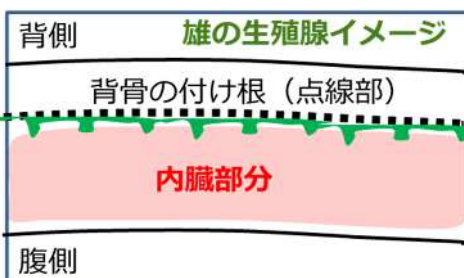 背側
雄の生殖腺イメージ
背骨の付け根（点線部）
内臓部分
腹側